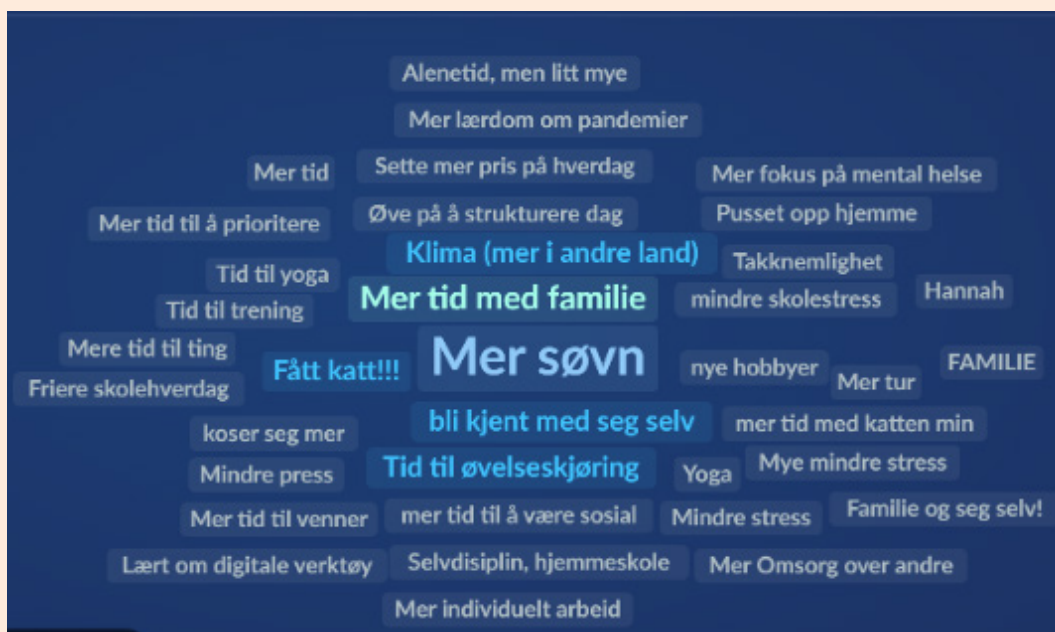 Alenetid, men litt mye
Mer lærdom om pandemier
Mer tid
Sette mer pris på hverdag
Mer fokus på mental helse
Mer tid til å prioritere
Øve på å strukturere dag
Pusset opp hjemme
Klima (mer i andre land)
Takknemlighet
Tid til yoga
Mer tid med familie
mindre skolestress
Hannah
Tid til trening
Mere tid til ting
Fått katt!!!
Mer søvn
nye hobbyer
FAMILIE
Friere skolehverdag
Mer tur
koser seg mer
bli kjent med seg selv
mer tid med katten min
Mindre press
Tid til øvelseskjøring
Yoga
Mye mindre stress
Mer tid til venner
mer tid til å være sosial
Mindre stress
Familie og seg selv!
Lært om digitale verktøy
Selvdisiplin, hjemmeskole
Mer Omsorg over andre
Mer individuelt arbeid